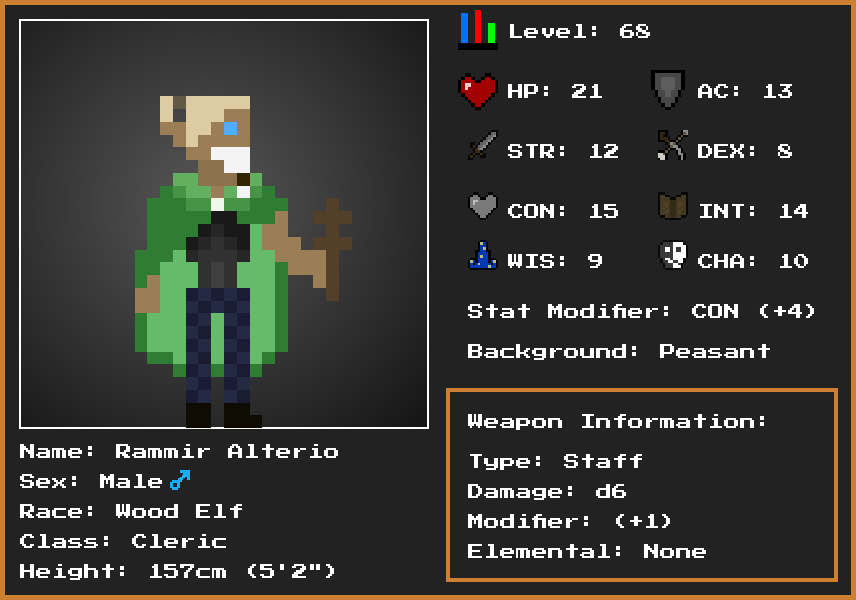 Level: 68
HP: 21 AC: 13
STR: 12 DEX: 8
CON: 15 INT: 14
WIS: 9 CHA: 10
Stat Modifier: CON (+4)
Background: Peasant
Weapon Information:
Type: Staff
Damage: d6
Modifier: (+1)
Elemental: None
Name: Rammir Alterio
Sex: Male♂
Race: Wood Elf
Class: Cleric
Height: 157cm (5'2")